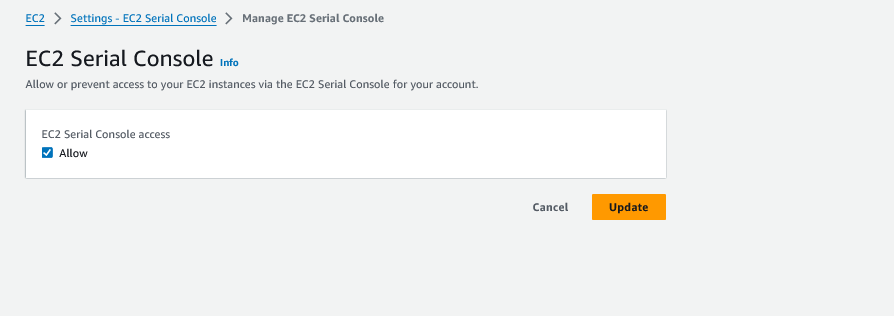 EC2 > Settings - EC2 Serial Console > Manage EC2 Serial Console
EC2 Serial Console Info
Allow or prevent access to your EC2 instances via the EC2 Serial Console for your account.
EC2 Serial Console access
Allow
Cancel Update